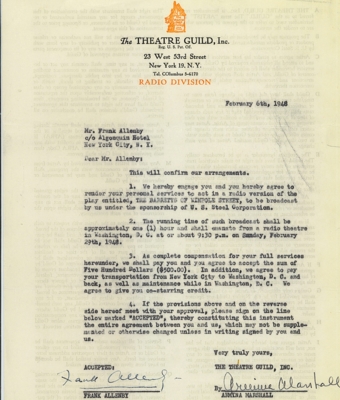 The THEATRE GUILD, Inc.
Reg. U. S. Pat. Off.
23 West 53rd Street
New York 19, N. Y.
Tel. COlumbus 5-6170
RADIO DIVISION
February 6th, 1948
Mr. Frank Allenby
c/o Algonquin Hotel
New York City, N. Y.
Dear Mr. Allenby:
This will confirm our arrangements.
1. We hereby engage you and you hereby agree to
render your personal services to act in a radio version of the
play entitled, THE BARRETTS OF WIMPOLE STREET, to be broadcast
by us under the sponsorship of U. S. Steel Corporation.
2. The running time of such broadcast shall be
approximately one (1) hour and shall emanate from a radio theatre
in Washington, D. C. at or about 9:30 p.m. on Sunday, February
29th, 1948.
3. As complete compensation for your full services
hereunder, we shall pay you and you agree to accept the sum of
Five Hundred Dollars ($500.00). In addition, we agree to pay
your transportation from New York City to Washington, D. C. and
back, as well as maintenance while in Washington, D. C. We
agree to give you co-starring credit.
4. If the provisions above and on the reverse
side hereof meet with your approval, please sign on the line
below marked "ACCEPTED", thereby constituting this instrument
the entire agreement between you and us, which may not be supple-
mented or otherwise changed unless in writing signed by you and
us.
Very truly yours,
ACCEPTED: THE THEATRE GUILD, INC.
Frank Allenby By Armina Marshall
FRANK ALLENBY ARMINA MARSHALL